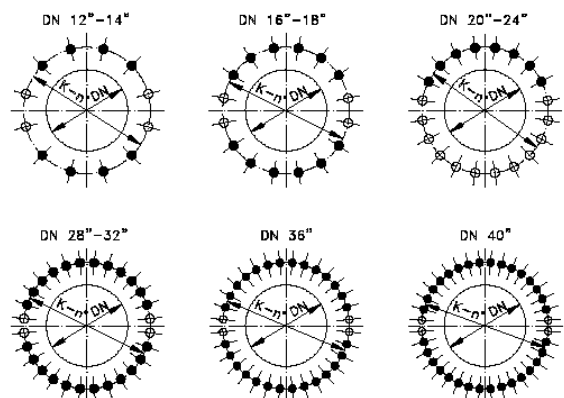 DN 12"-14"
DN 16"-18"
DN 20"-24"
K-n° DN
K-n° DN
K-n° DN
DN 28"-32"
DN 36"
DN 40"
K-n° DN
K-n° DN
K-n° DN